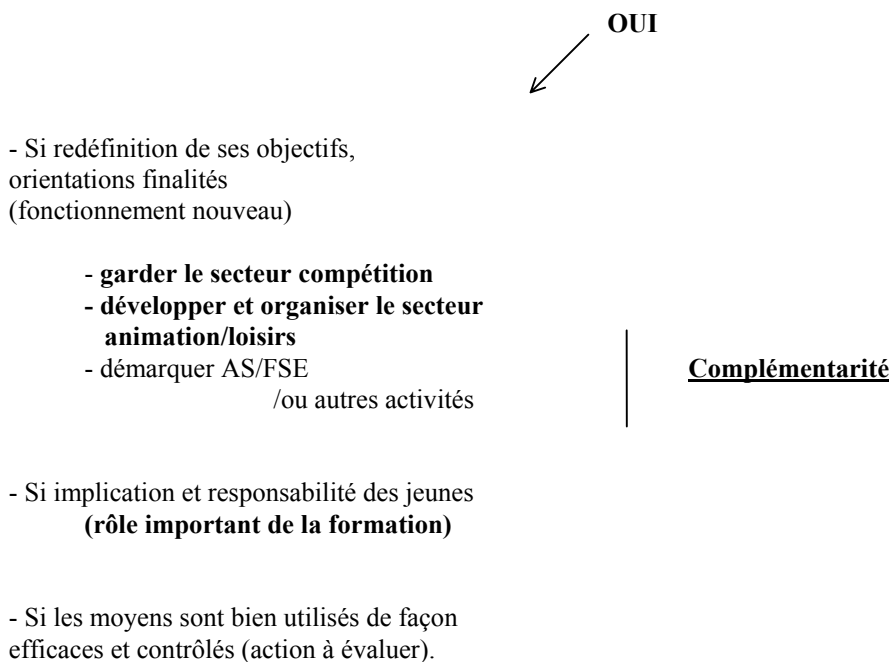 OUI
- Si redéfinition de ses objectifs,
orientations finalités
(fonctionnement nouveau)
- garder le secteur compétition
- développer et organiser le secteur
animation/loisirs
- démarquer AS/FSE
/ou autres activités
Complémentarité
- Si implication et responsabilité des jeunes
(rôle important de la formation)
- Si les moyens sont bien utilisés de façon
efficaces et contrôlés (action à évaluer).